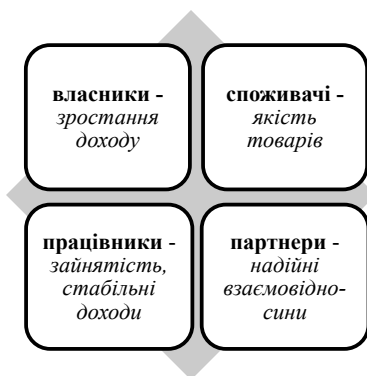 власники -
зростання
доходу
споживачі -
якість
товарів
працівники -
зайнятість,
стабільні
доходи
партнери -
надійні
взаємовідно-
сини